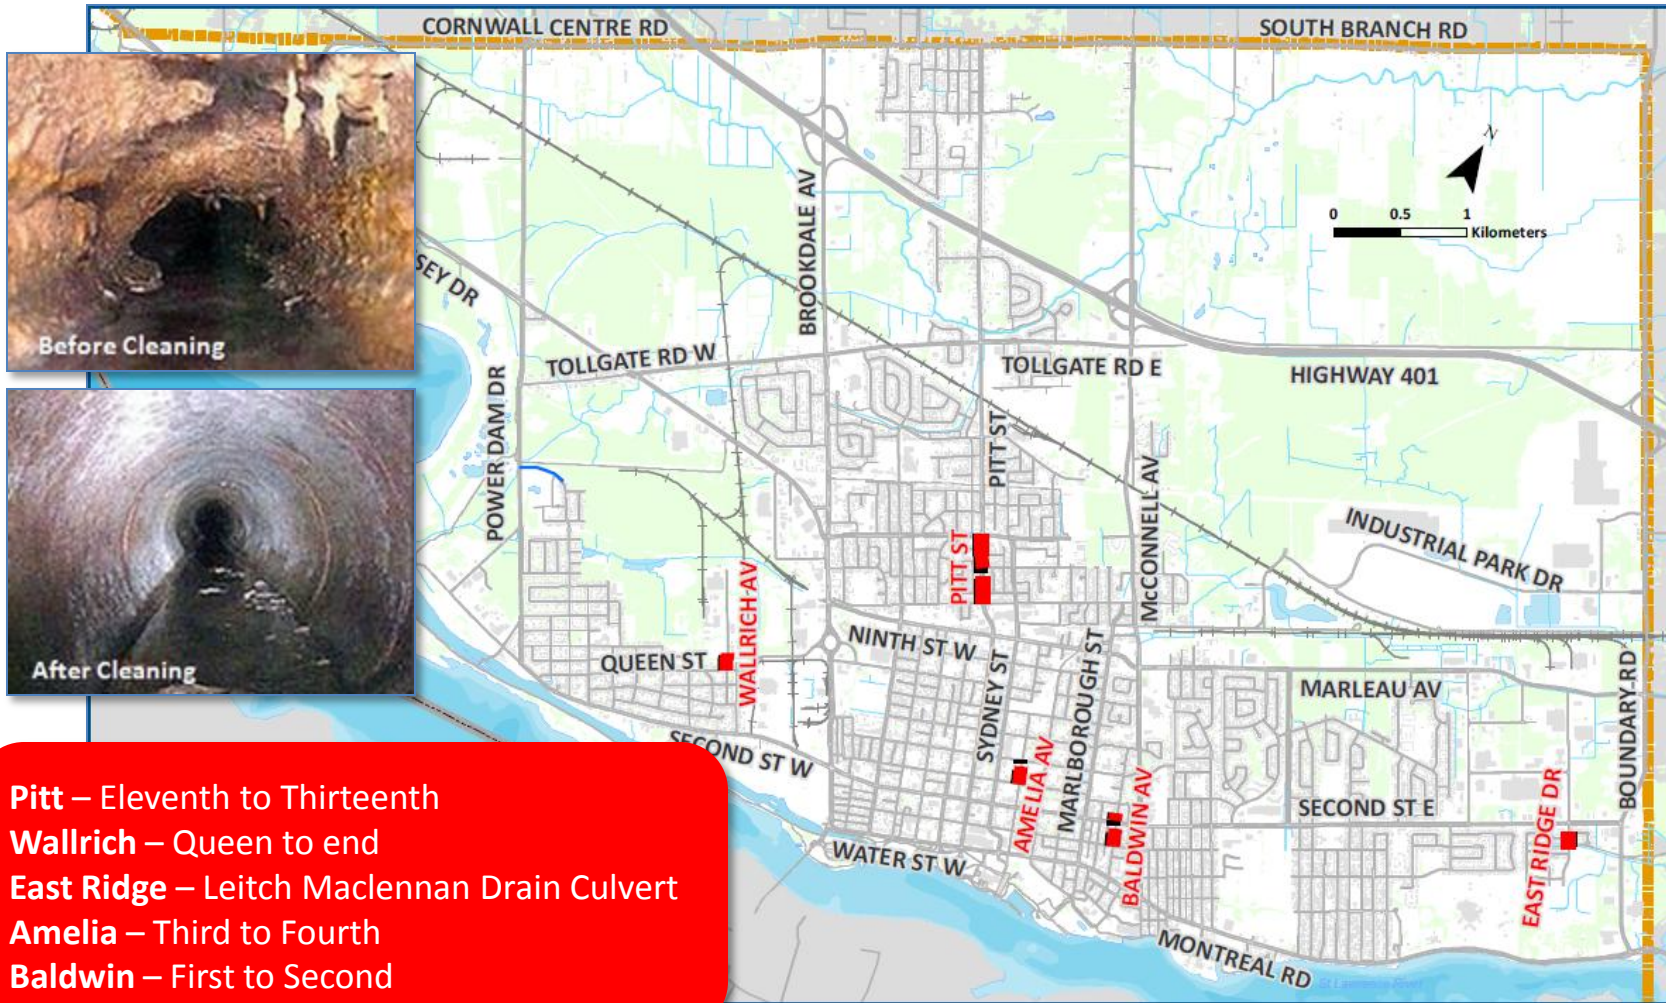 CORNWALL CENTRE RD
SOUTH BRANCH RD
N
0 0.5 1
Kilometers
Before Cleaning
SEY DR
BROOKDALE AV
TOLLGATE RD W
TOLLGATE RD E
HIGHWAY 401
POWER DAM DR
PITT ST
McCONNELL AV
After Cleaning
INDUSTRIAL PARK DR
PITT ST
WALLRICH AV
QUEEN ST
NINTH ST W
SYDNEY ST
MARLBOROUGH ST
MARLEAU AV
BOUNDARY RD
SECOND ST W
AMELIA AV
BALDWIN AV
SECOND ST E
EAST RIDGE DR
WATER ST W
MONTREAL RD
St Lawrence River
Pitt – Eleventh to Thirteenth
Wallrich – Queen to end
East Ridge – Leitch Maclennan Drain Culvert
Amelia – Third to Fourth
Baldwin – First to Second